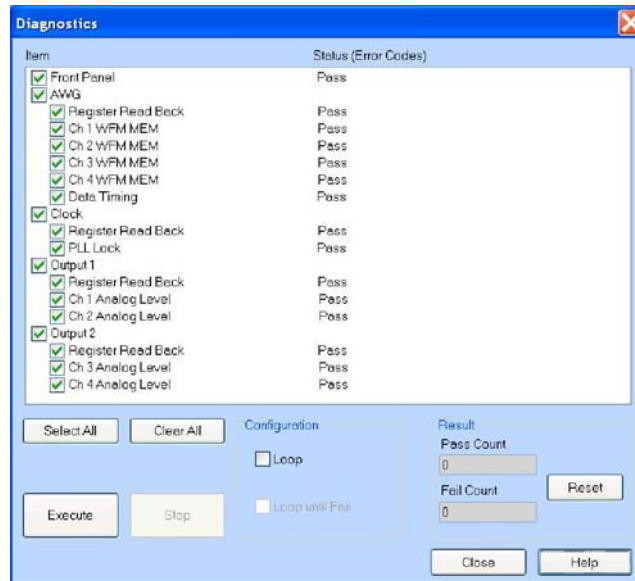 Diagnostics
Item Status (Error Codes)
Front Panel Pass
AWG
Register Read Back Pass
Ch 1 WFM MEM Pass
Ch 2 WFM MEM Pass
Ch 3 WFM MEM Pass
Ch 4 WFM MEM Pass
Data Timing Pass
Clock
Register Read Back Pass
PLL Lock Pass
Output 1
Register Read Back Pass
Ch 1 Analog Level Pass
Ch 2 Analog Level Pass
Output 2
Register Read Back Pass
Ch 3 Analog Level Pass
Ch 4 Analog Level Pass
Select All Clear All
Configuration
Loop
Loop until Fail
Result
Pass Count
0
Fail Count
0
Reset
Execute Stop
Close Help